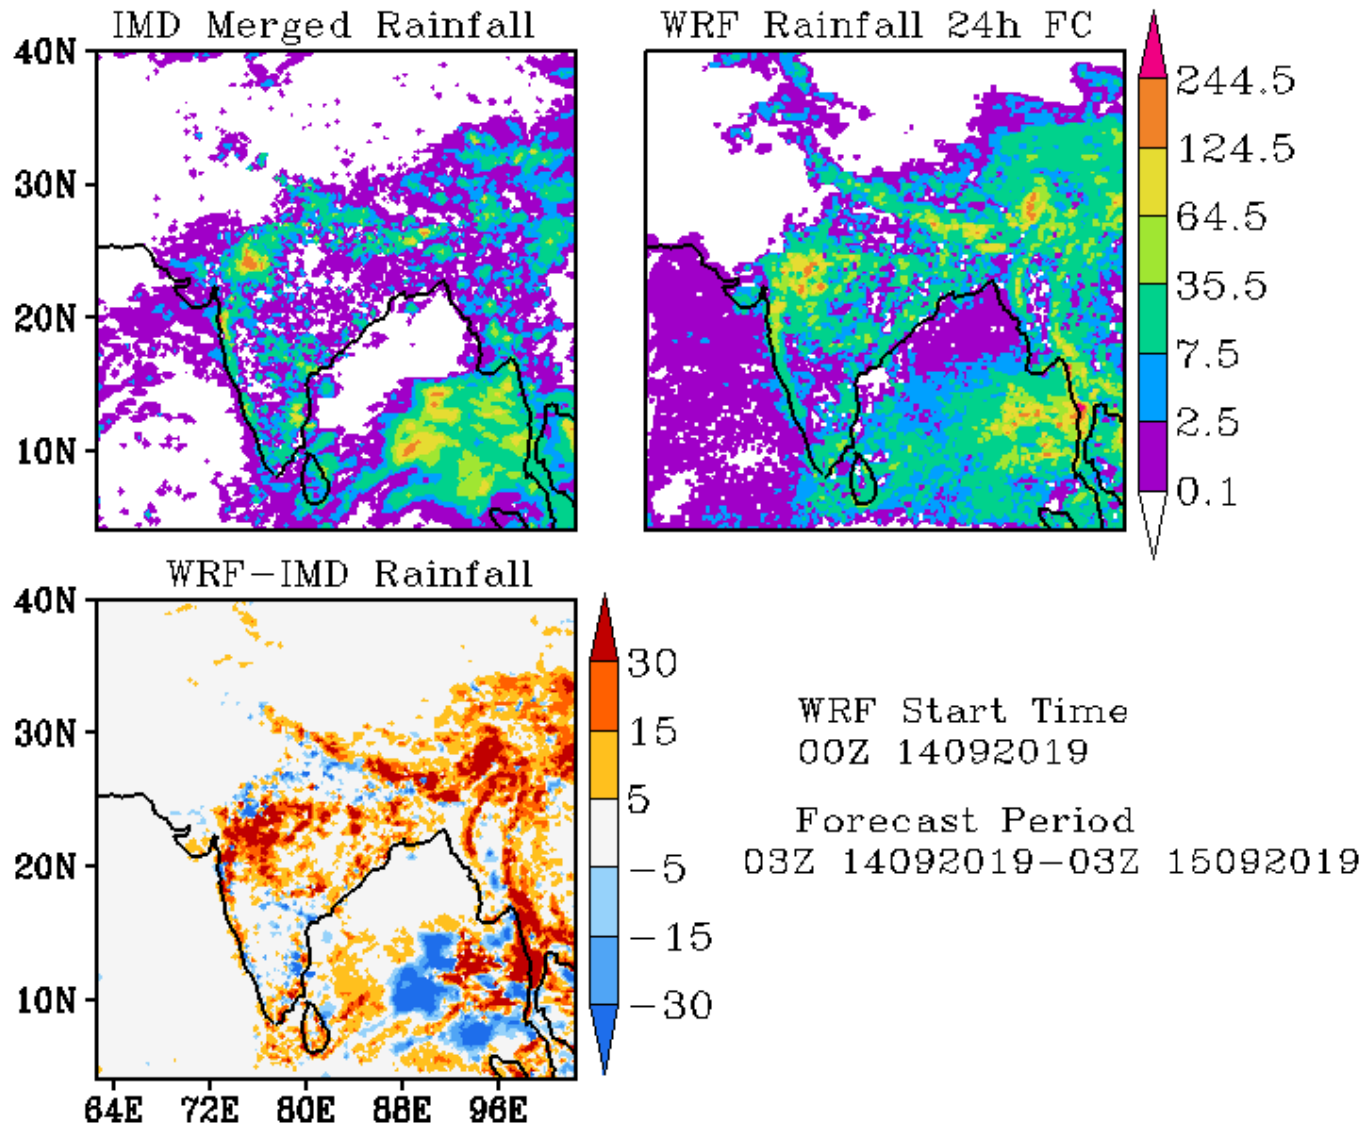 IMD Merged Rainfall
WRF Rainfall 24h FC
40N
30N
20N
10N
244.5
124.5
64.5
35.5
7.5
2.5
0.1
WRF-IMD Rainfall
40N
30N
20N
10N
64E 72E 80E 88E 96E
30
15
5
-5
-15
-30
WRF Start Time
00Z 14092019
Forecast Period
03Z 14092019-03Z 15092019